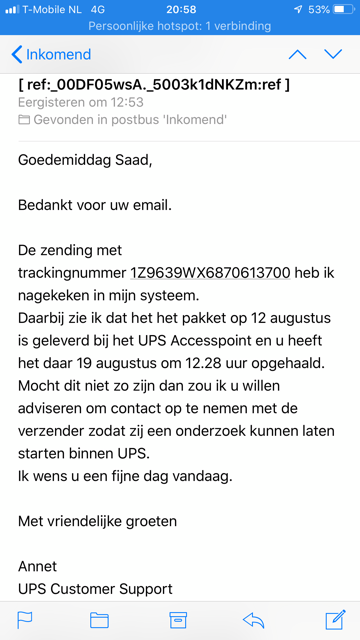 T-Mobile NL 4G 20:58 53%
Persoonlijke hotspot: 1 verbinding
Inkomend
[ ref:_00DF05wsA._5003k1dNKZm:ref ]
Eergisteren om 12:53
Gevonden in postbus 'Inkomend'
Goedemiddag Saad,
Bedankt voor uw email.
De zending met
trackingnummer 1Z9639WX6870613700 heb ik
nagekeken in mijn systeem.
Daarbij zie ik dat het het pakket op 12 augustus
is geleverd bij het UPS Accesspoint en u heeft
het daar 19 augustus om 12.28 uur opgehaald.
Mocht dit niet zo zijn dan zou ik u willen
adviseren om contact op te nemen met de
verzender zodat zij een onderzoek kunnen laten
starten binnen UPS.
Ik wens u een fijne dag vandaag.
Met vriendelijke groeten
Annet
UPS Customer Support